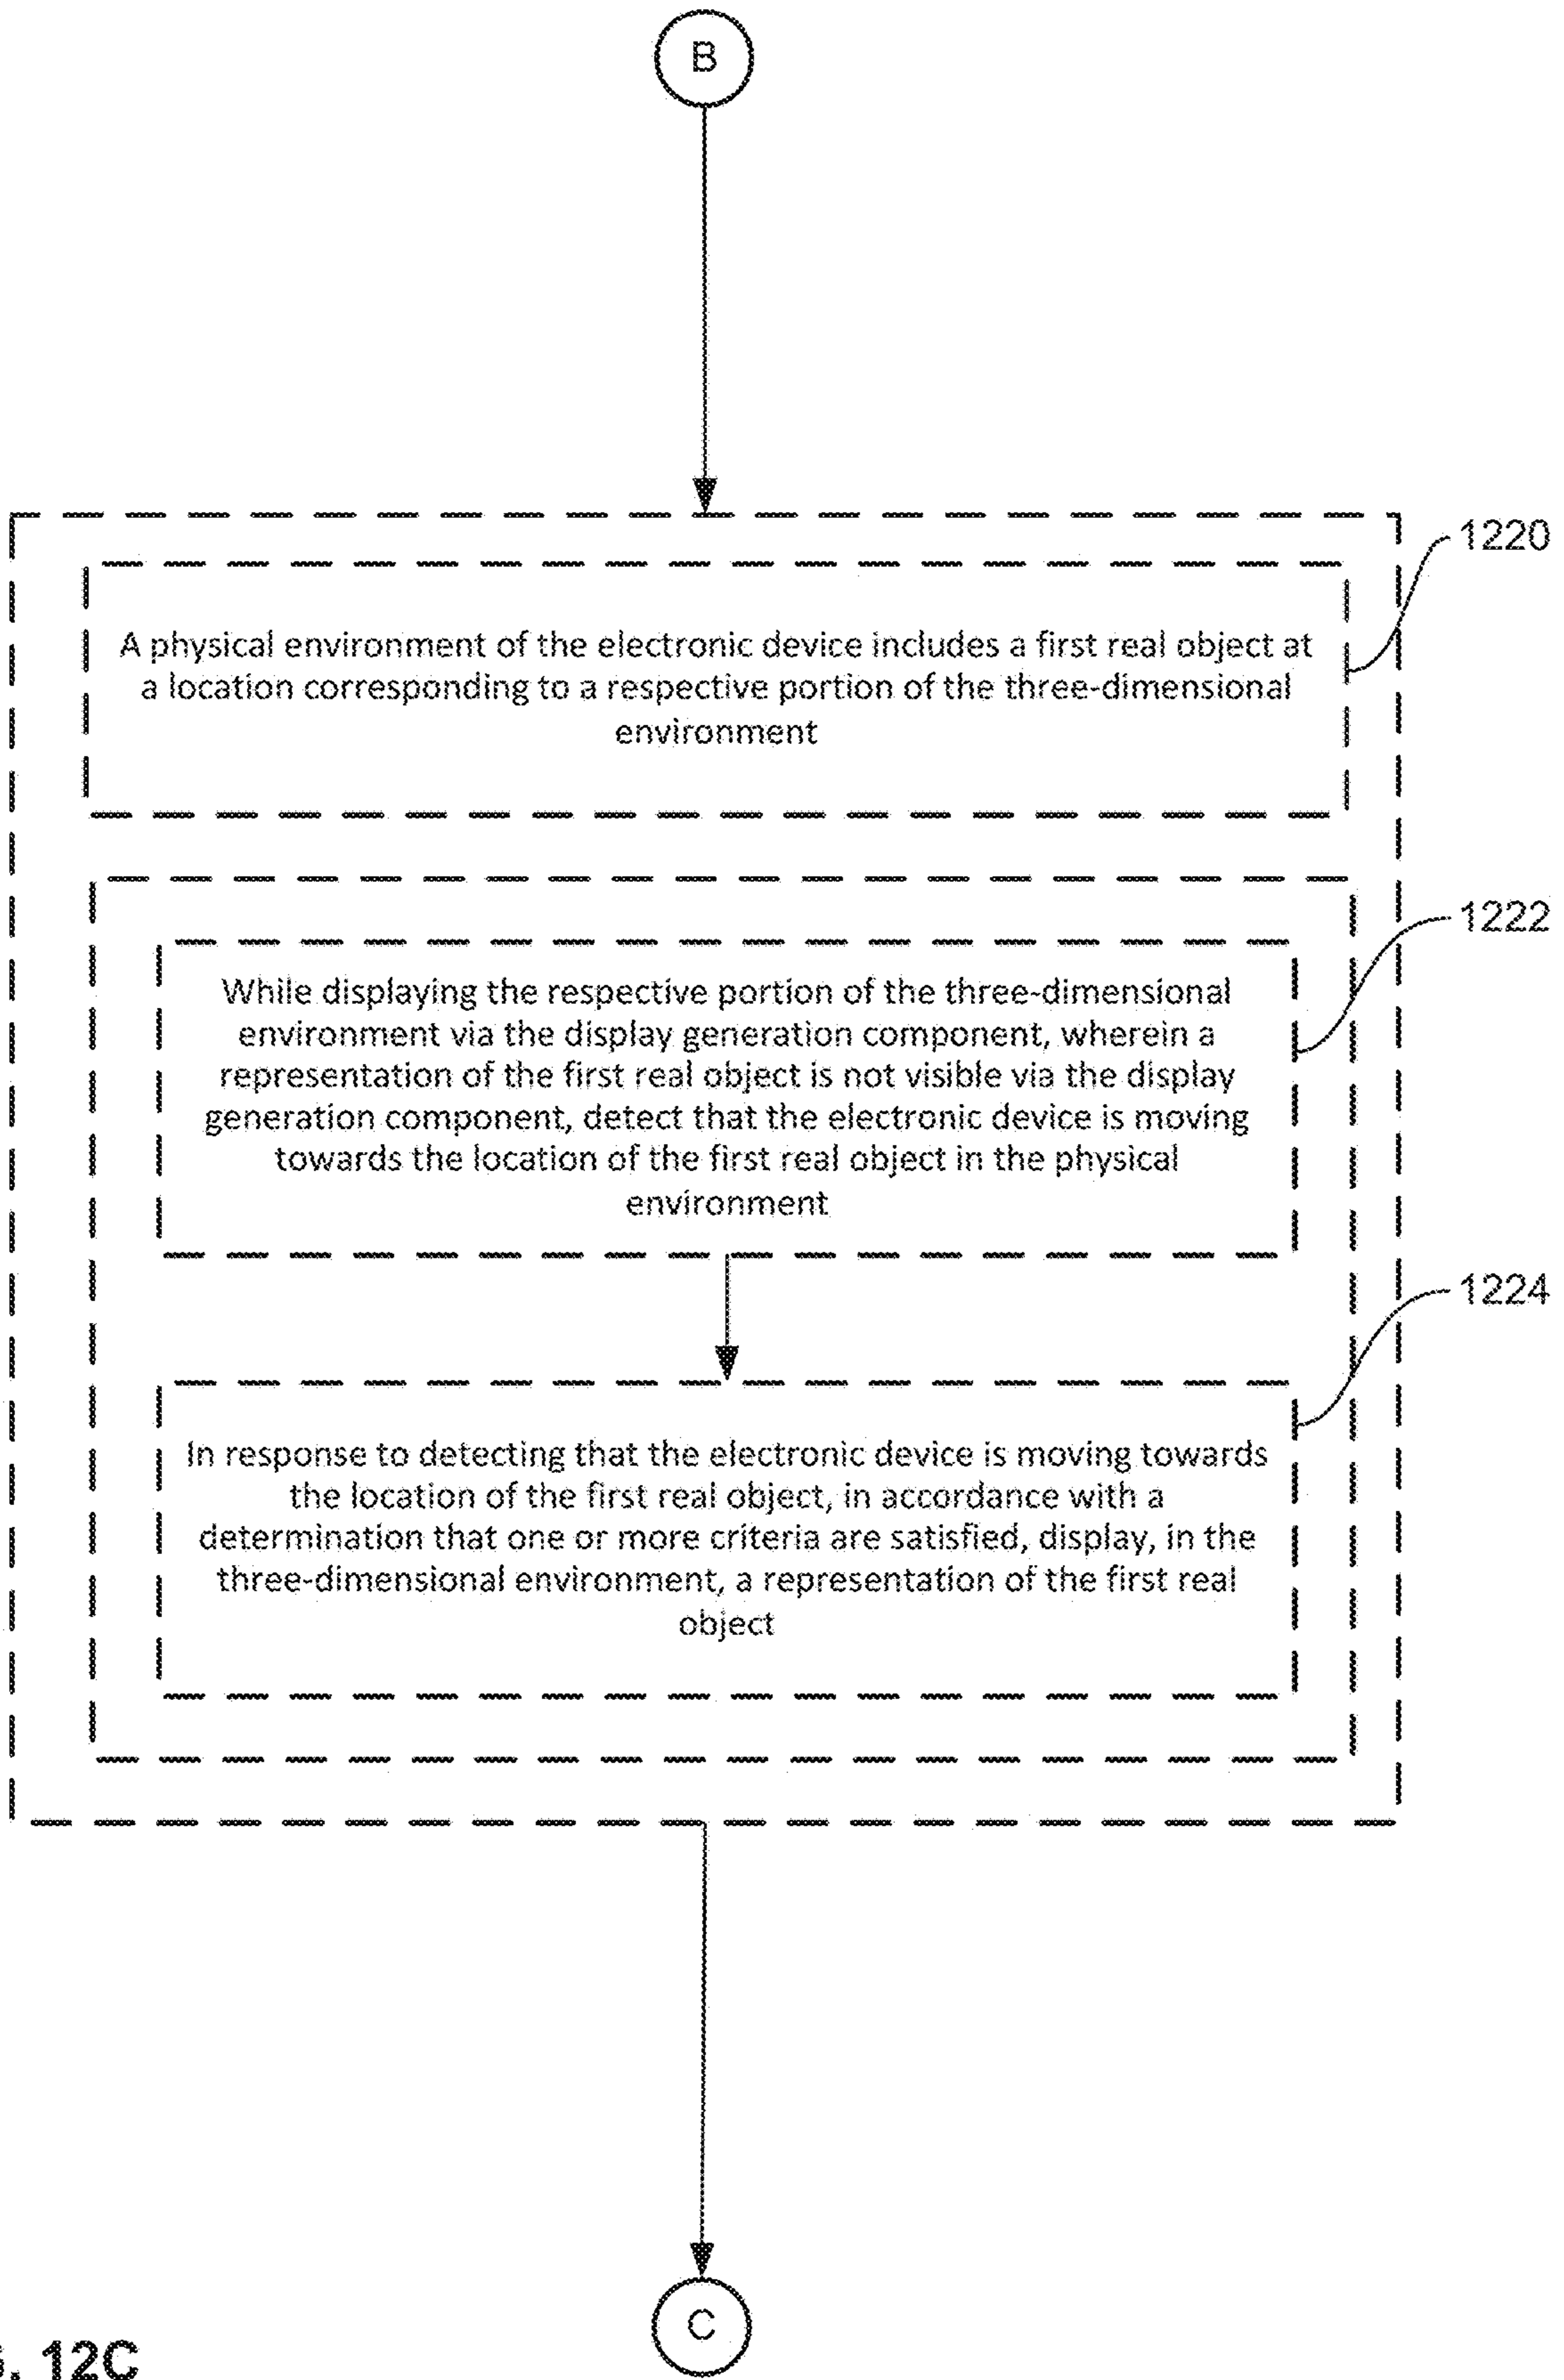 B
1220
A physical environment of the electronic device includes a first real object at
a location corresponding to a respective portion of the three-dimensional
environment
1222
While displaying the respective portion of the three-dimensional
environment via the display generation component, wherein a
representation of the first real object is not visible via the display
generation component, detect that the electronic device is moving
towards the location of the first real object in the physical
environment
1224
In response to detecting that the electronic device is moving towards
the location of the first real object, in accordance with a
determination that one or more criteria are satisfied, display, in the
three-dimensional environment, a representation of the first real
object
C
12C